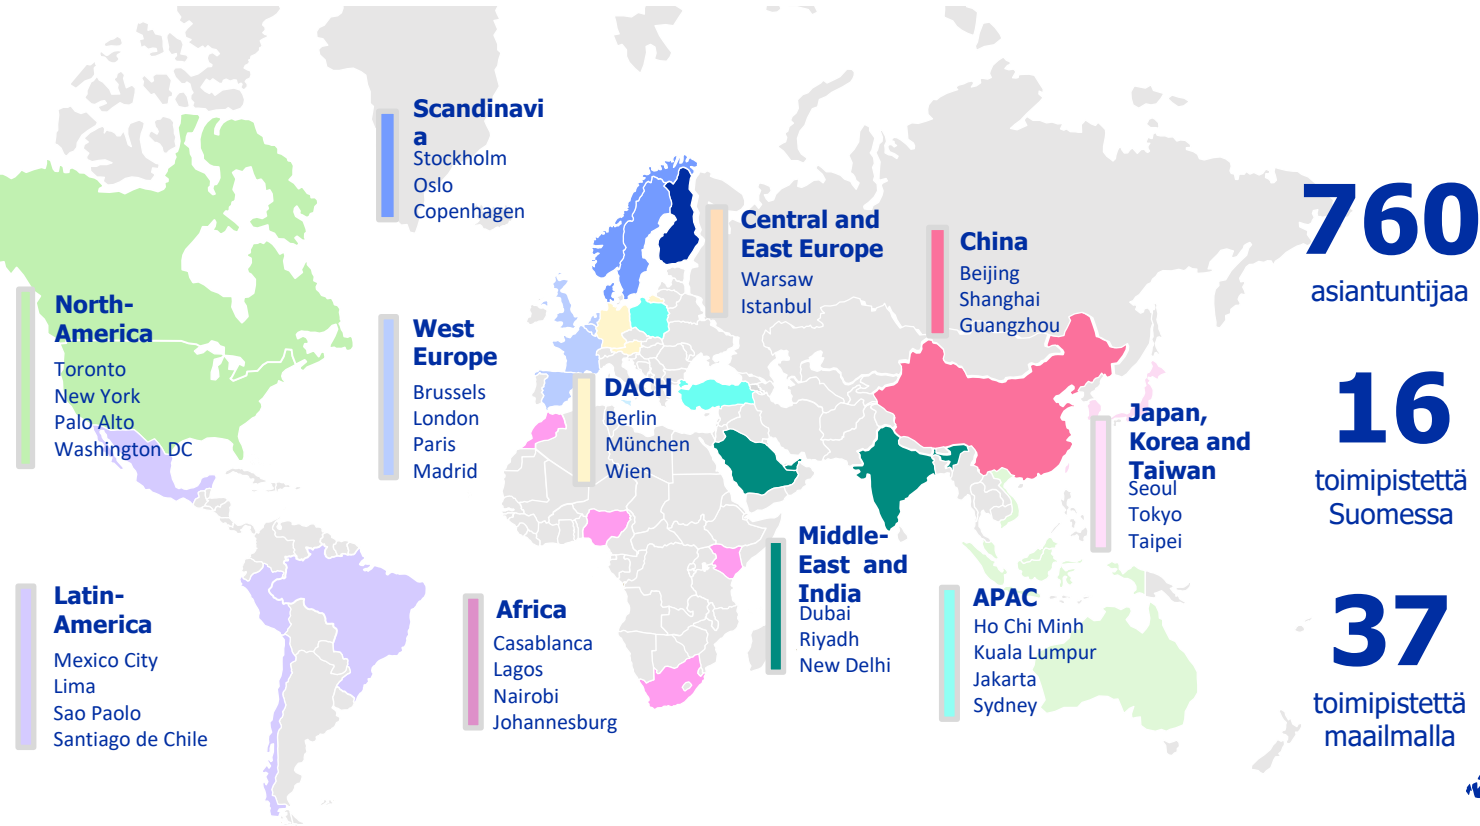 Scandinavi
a
Stockholm
Oslo
Copenhagen
Central and
East Europe
Warsaw
Istanbul
China
Beijing
Shanghai
Guangzhou
760
asiantuntijaa
North-
America
Toronto
New York
Palo Alto
Washington DC
West
Europe
Brussels
London
Paris
Madrid
DACH
Berlin
München
Wien
Japan,
Korea and
Taiwan
Seoul
Tokyo
Taipei
16
toimipistettä
Suomessa
Latin-
America
Mexico City
Lima
Sao Paolo
Santiago de Chile
Africa
Casablanca
Lagos
Nairobi
Johannesburg
Middle-
East and
India
Dubai
Riyadh
New Delhi
APAC
Ho Chi Minh
Kuala Lumpur
Jakarta
Sydney
37
toimipistettä
maailmalla